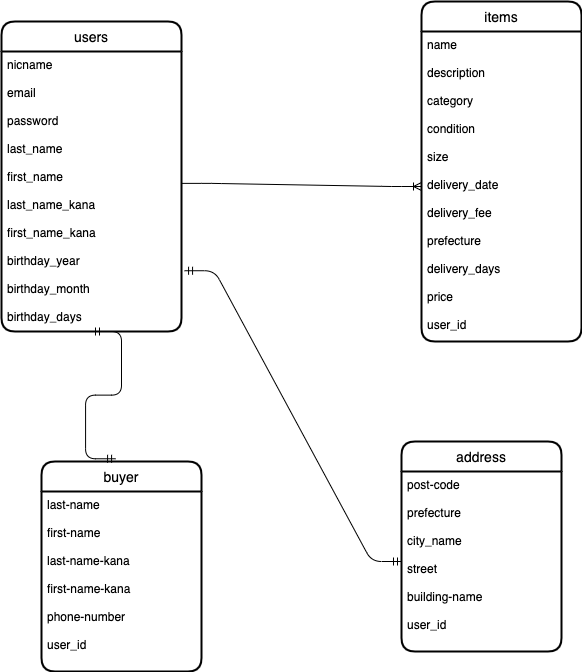 users
nicname
email
password
last_name
first_name
last_name_kana
first_name_kana
birthday_year
birthday_month
birthday_days
items
name
description
category
condition
size
delivery_date
delivery_fee
prefecture
delivery_days
price
user_id
buyer
last-name
first-name
last-name-kana
first-name-kana
phone-number
user_id
address
post-code
prefecture
city_name
street
building-name
user_id